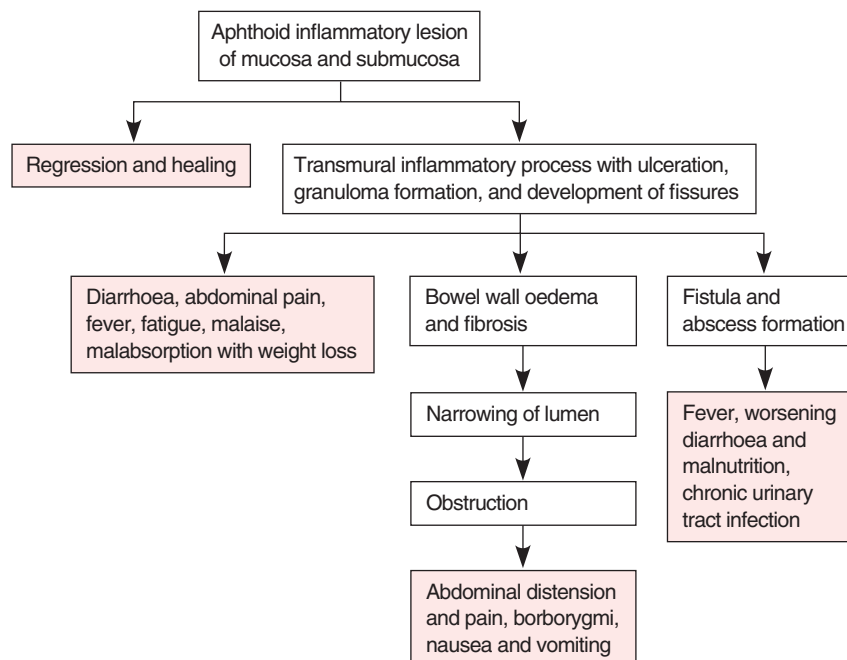 Aphthoid inflammatory lesion
of mucosa and submucosa
Regression and healing
Transmural inflammatory process with ulceration,
granuloma formation, and development of fissures
Diarrhoea, abdominal pain,
fever, fatigue, malaise,
malabsorption with weight loss
Bowel wall oedema
and fibrosis
Fistula and
abscess formation
Narrowing of lumen
Fever, worsening
diarrhoea and
malnutrition,
chronic urinary
tract infection
Obstruction
Abdominal distension
and pain, borborygmi,
nausea and vomiting